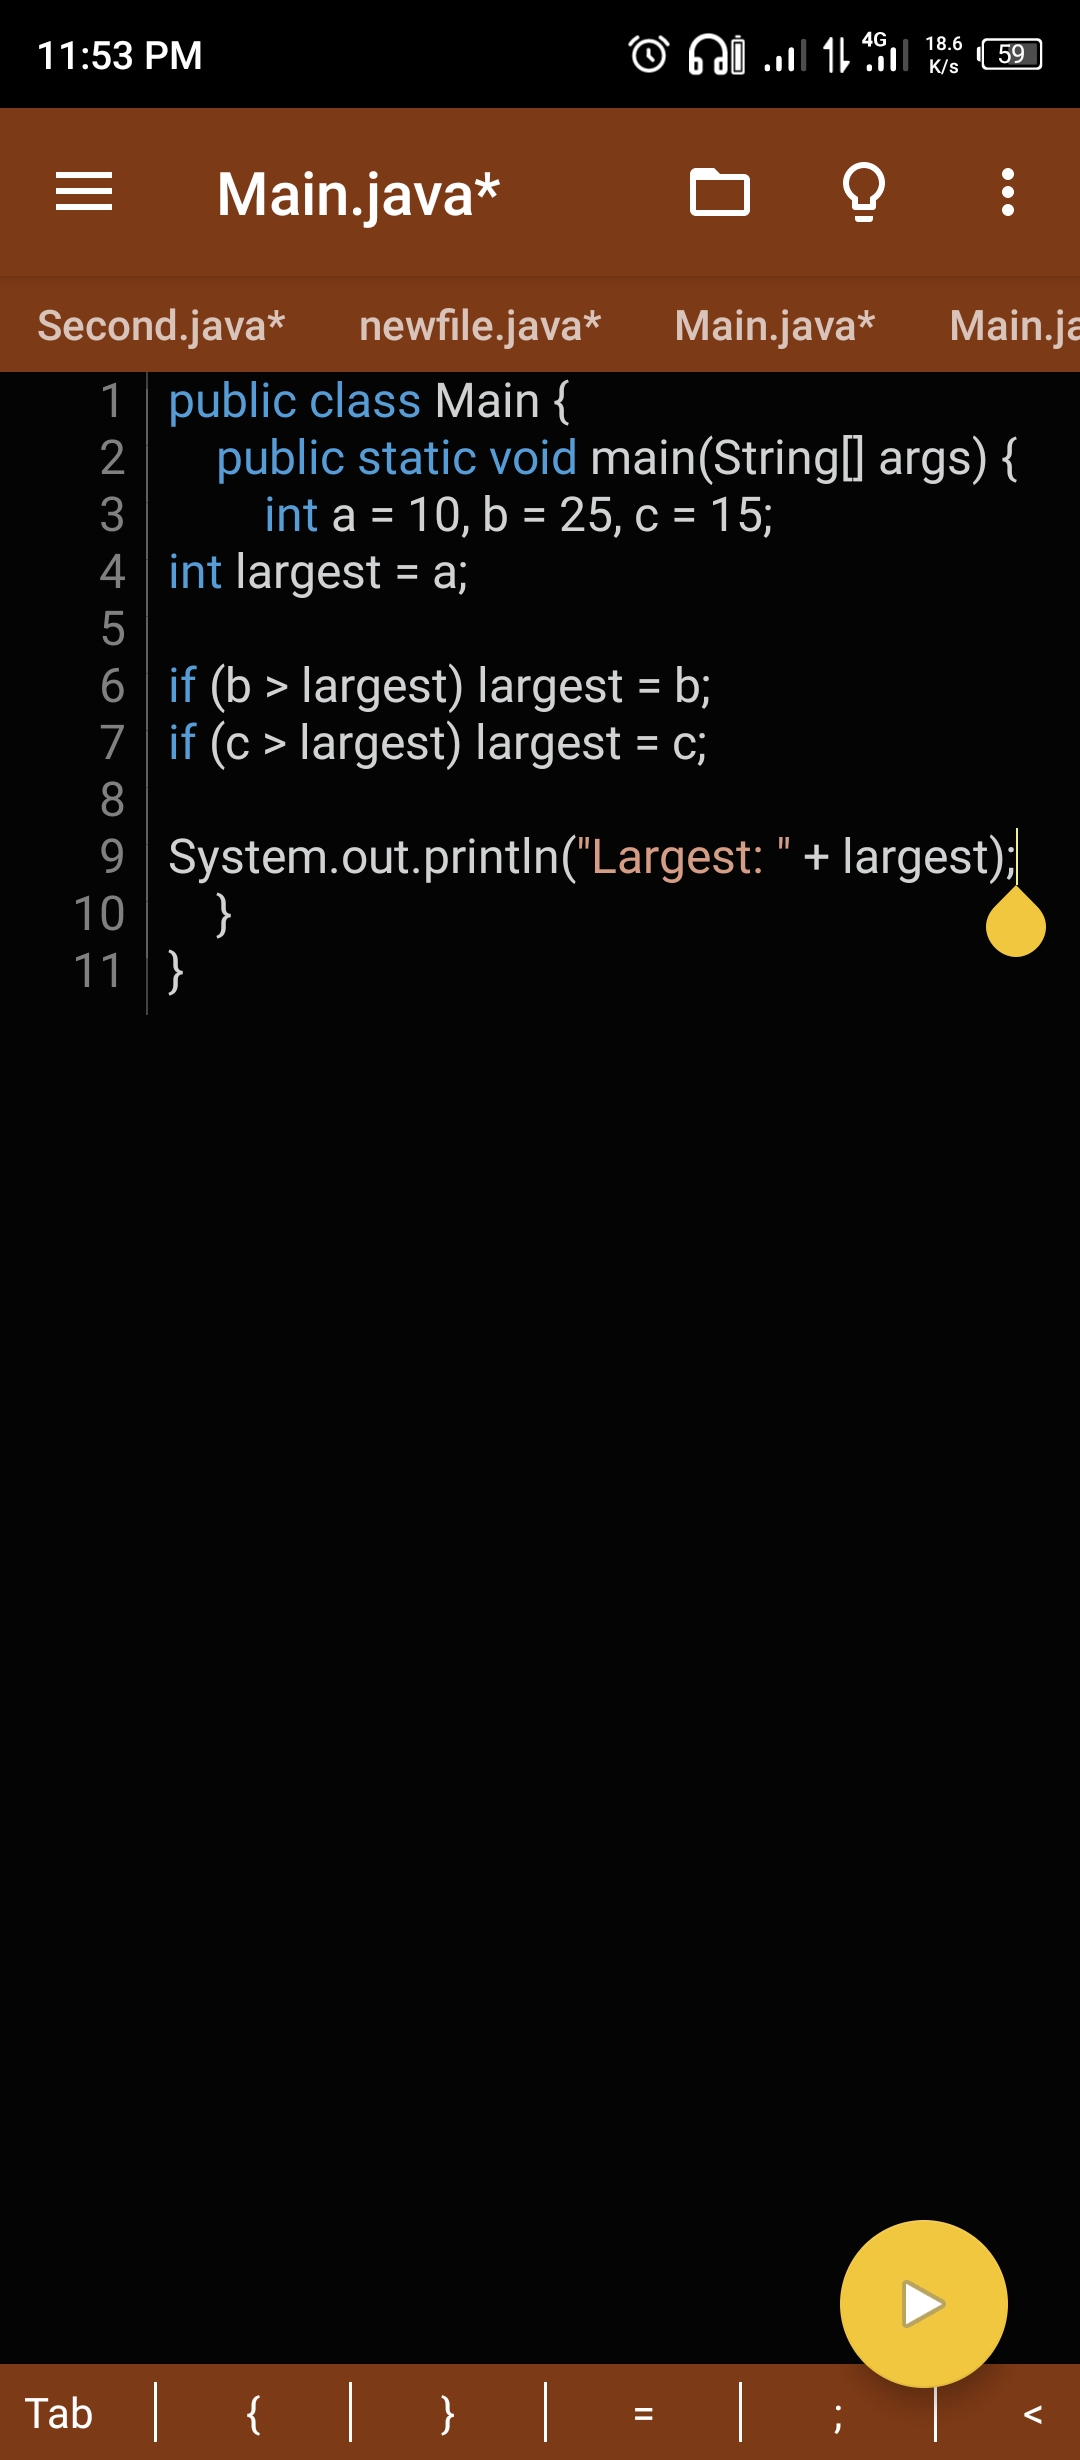 11:53 PM 4G 18.6 K/s 59
Main.java*
Second.java* newfile.java* Main.java* Main.ja
1 public class Main {
2     public static void main(String[] args) {
3         int a = 10, b = 25, c = 15;
4 int largest = a;
5
6 if (b > largest) largest = b;
7 if (c > largest) largest = c;
8
9 System.out.println("Largest: " + largest);
10     }
11 }
Tab { } = ; <